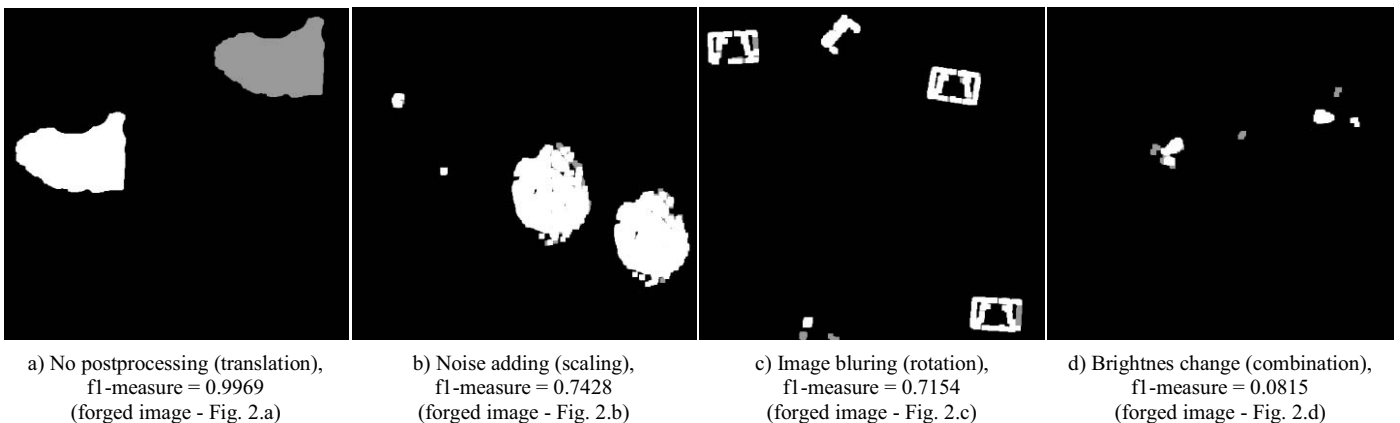 a) No postprocessing (translation),
f1-measure = 0.9969
(forged image - Fig. 2.a)
b) Noise adding (scaling),
f1-measure = 0.7428
(forged image - Fig. 2.b)
c) Image bluring (rotation),
f1-measure = 0.7154
(forged image - Fig. 2.c)
d) Brightnes change (combination),
f1-measure = 0.0815
(forged image - Fig. 2.d)